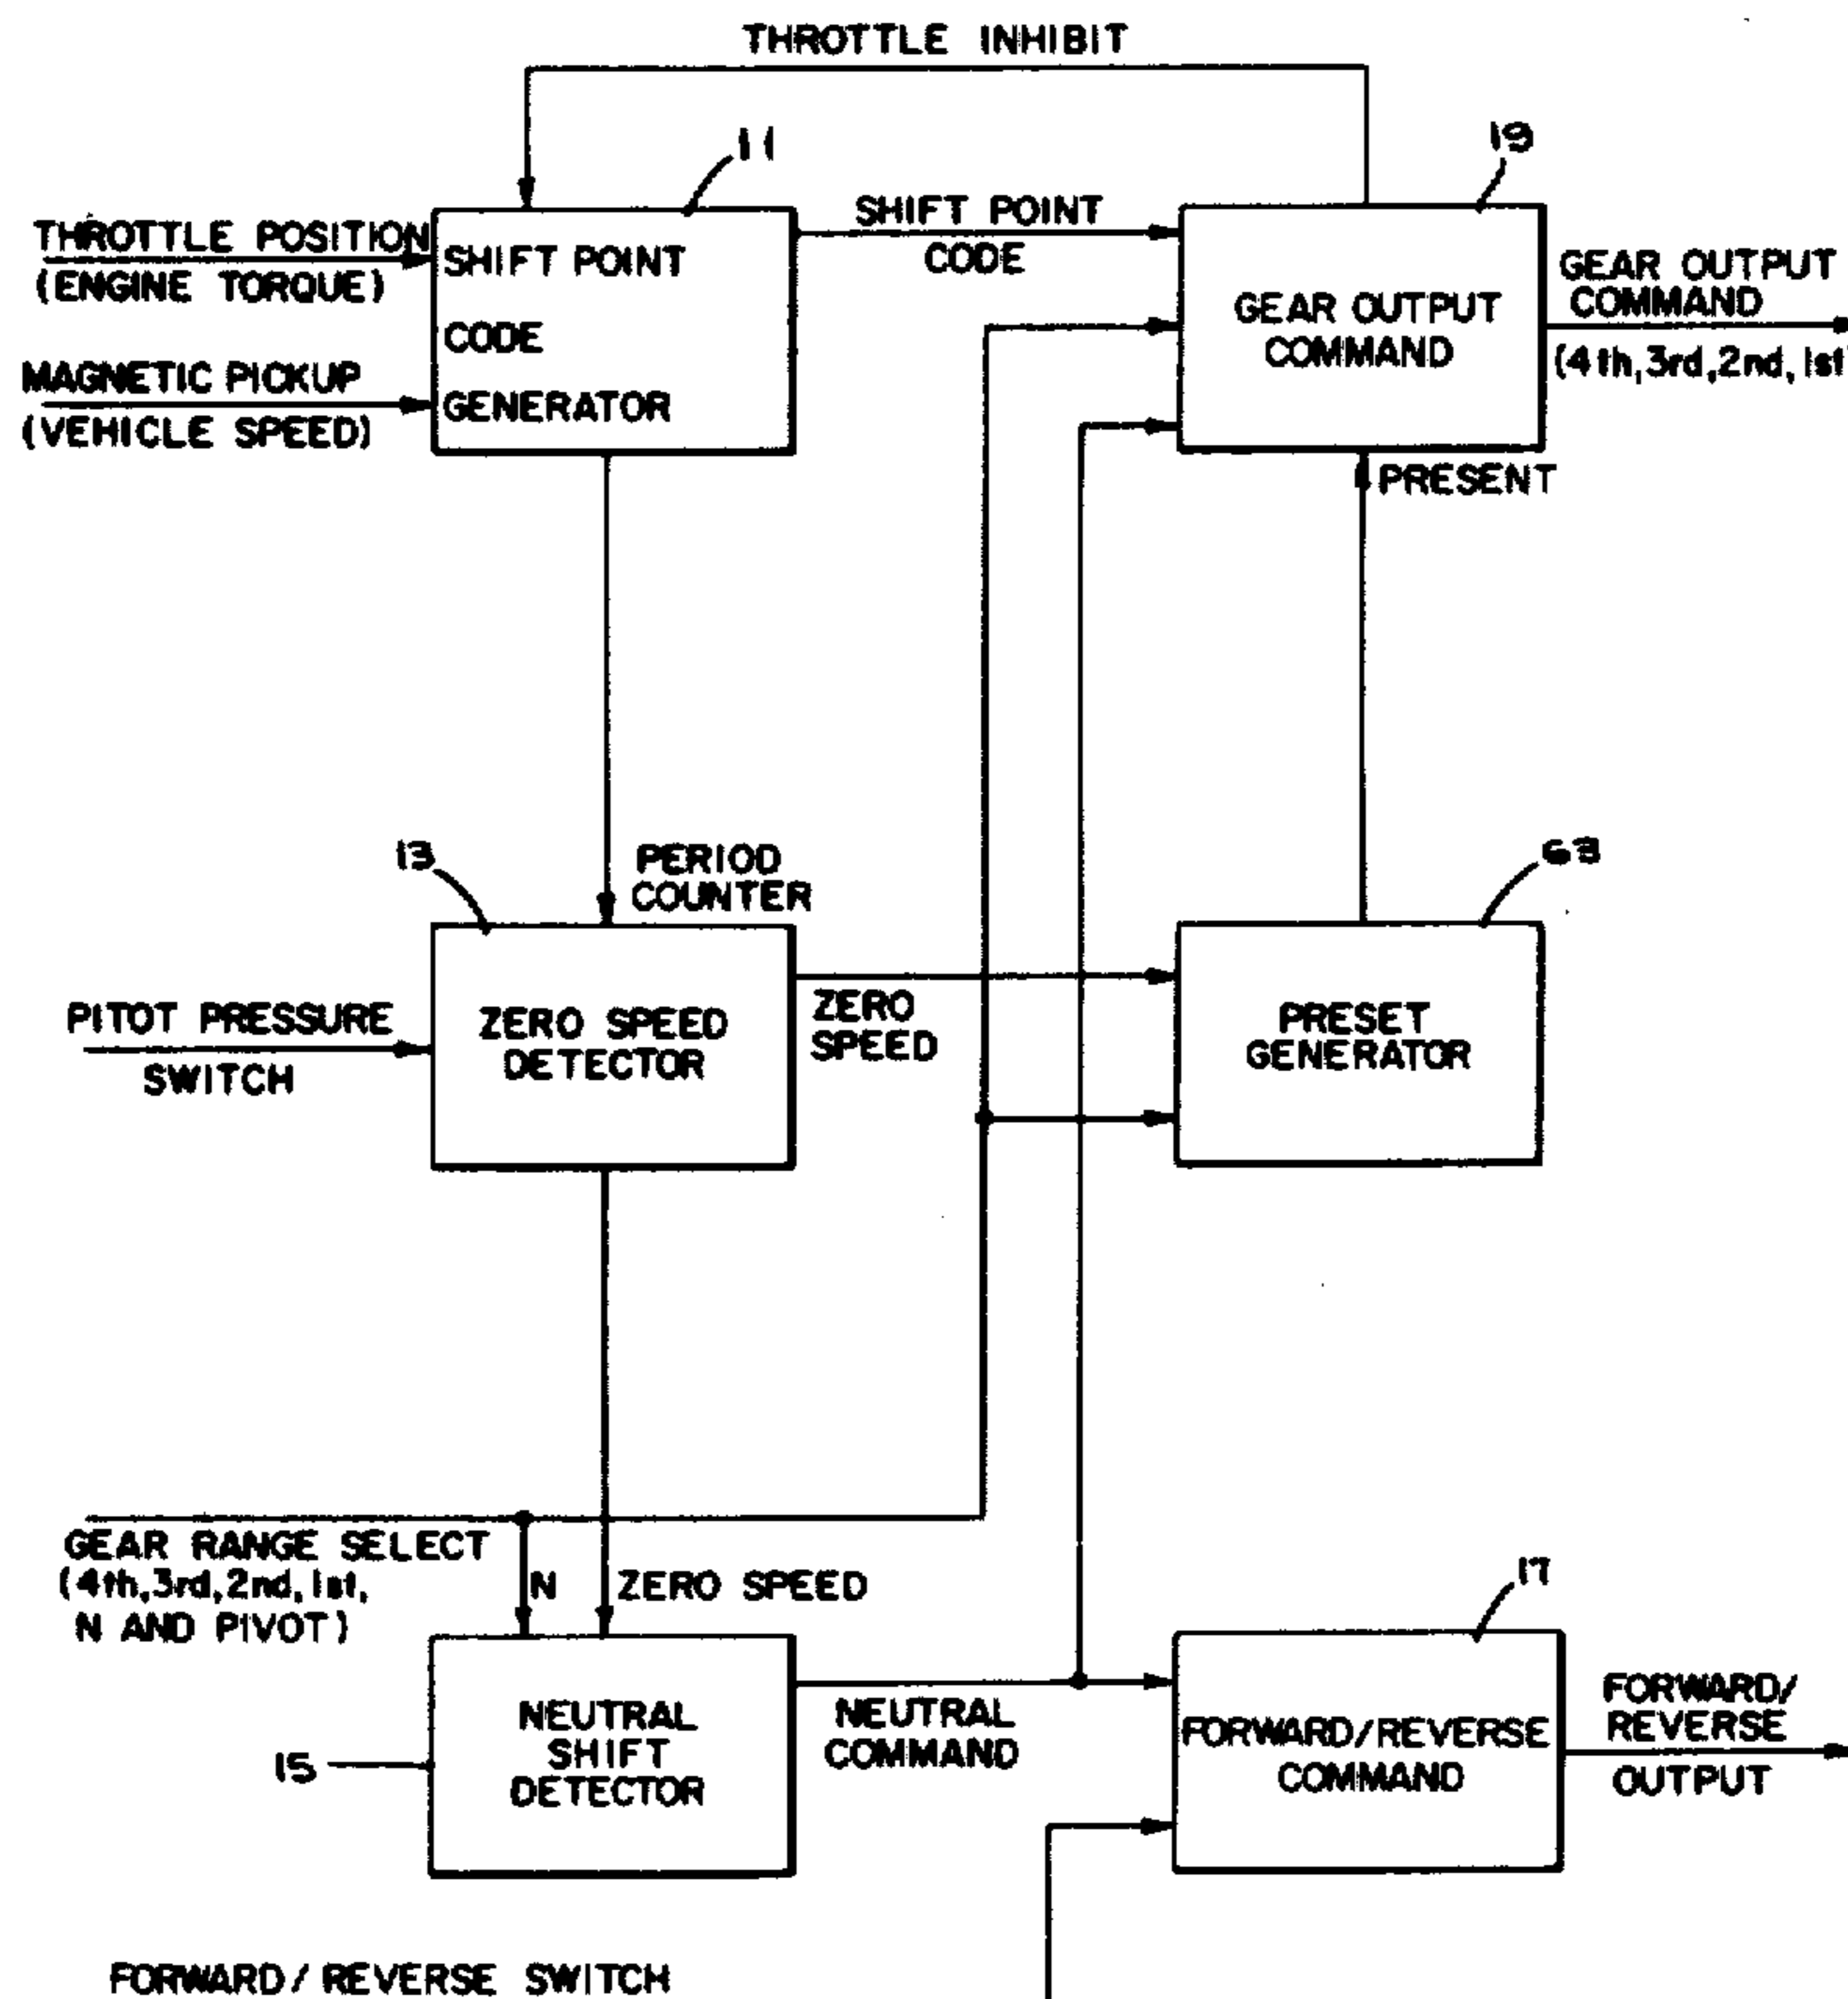 THROTTLE INHIBIT
11
19
THROTTLE POSITION
(ENGINE TORQUE)
MAGNETIC PICKUP
(VEHICLE SPEED)
SHIFT POINT
CODE
GENERATOR
SHIFT POINT
CODE
GEAR OUTPUT
COMMAND
GEAR OUTPUT
COMMAND
(4th,3rd,2nd,1st
PRESENT
13
PERIOD
COUNTER
63
PITOT PRESSURE
SWITCH
ZERO SPEED
DETECTOR
ZERO
SPEED
PRESET
GENERATOR
GEAR RANGE SELECT
(4th,3rd,2nd,1st,
N AND PIVOT)
N
ZERO SPEED
17
15
NEUTRAL
SHIFT
DETECTOR
NEUTRAL
COMMAND
FORWARD/REVERSE
COMMAND
FORWARD/
REVERSE
OUTPUT
FORWARD/REVERSE SWITCH